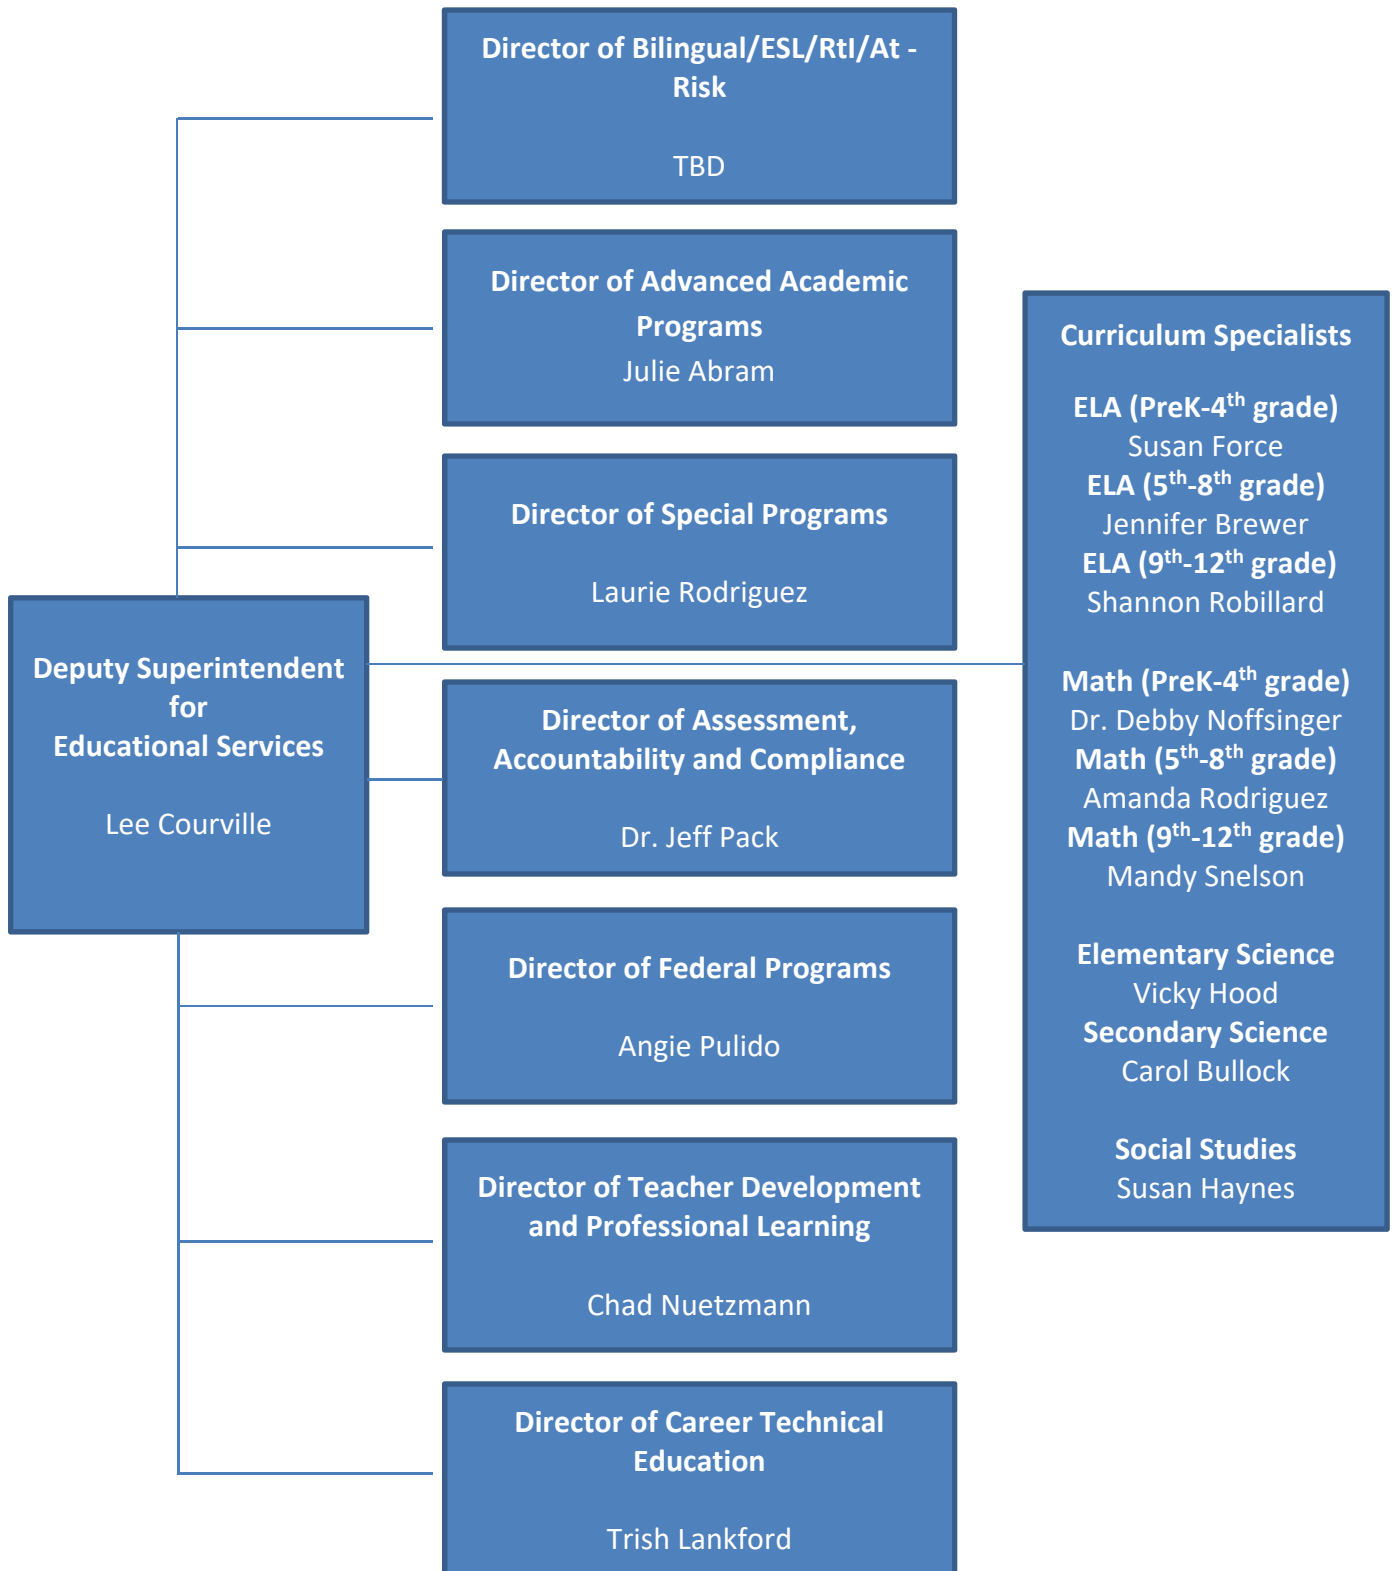 Director of Bilingual/ESL/RtI/At -
Risk
TBD
Director of Advanced Academic
Programs
Julie Abram
Director of Special Programs
Laurie Rodriguez
Deputy Superintendent
for
Educational Services
Lee Courville
Director of Assessment,
Accountability and Compliance
Dr. Jeff Pack
Director of Federal Programs
Angie Pulido
Director of Teacher Development
and Professional Learning
Chad Nuetzmann
Director of Career Technical
Education
Trish Lankford
Curriculum Specialists
ELA (PreK-4th grade)
Susan Force
ELA (5th-8th grade)
Jennifer Brewer
ELA (9th-12th grade)
Shannon Robillard
Math (PreK-4th grade)
Dr. Debby Noffsinger
Math (5th-8th grade)
Amanda Rodriguez
Math (9th-12th grade)
Mandy Snelson
Elementary Science
Vicky Hood
Secondary Science
Carol Bullock
Social Studies
Susan Haynes